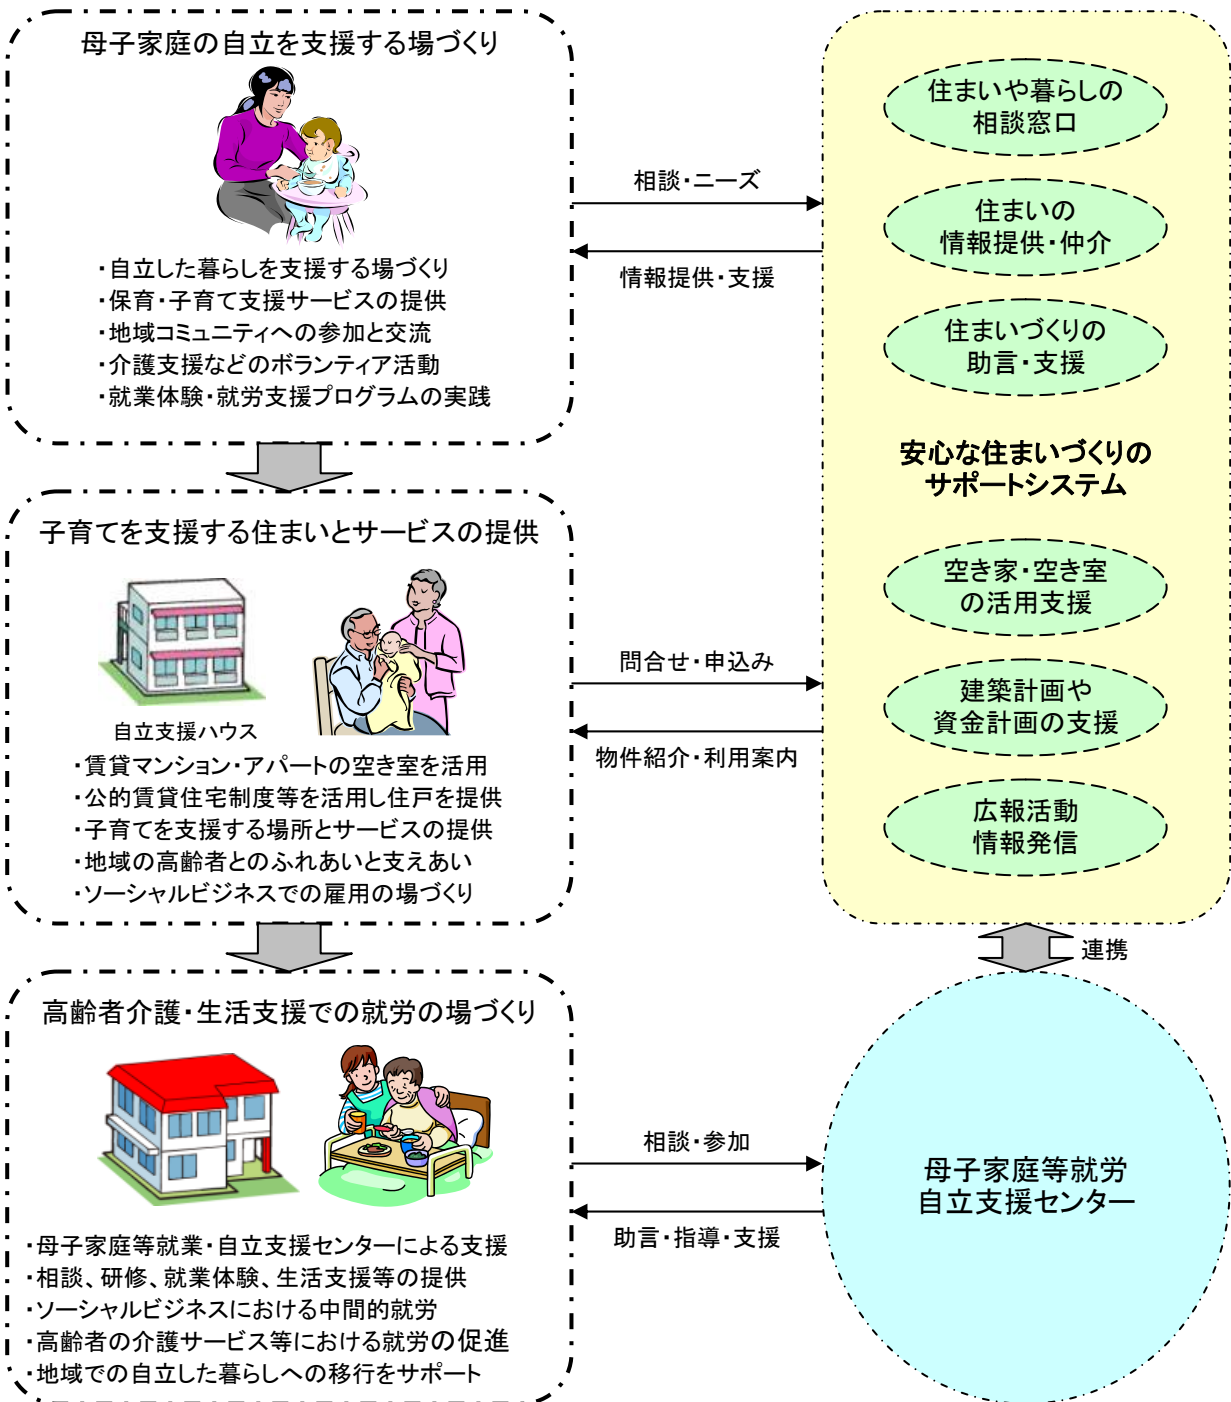 母子家庭の自立を支援する場づくり
・自立した暮らしを支援する場づくり
・保育・子育て支援サービスの提供
・地域コミュニティへの参加と交流
・介護支援などのボランティア活動
・就業体験・就労支援プログラムの実践
相談・ニーズ
情報提供・支援
住まいや暮らしの
相談窓口
住まいの
情報提供・仲介
住まいづくりの
助言・支援
安心な住まいづくりの
サポートシステム
空き家・空き室
の活用支援
建築計画や
資金計画の支援
広報活動
情報発信
子育てを支援する住まいとサービスの提供
自立支援ハウス
・賃貸マンション・アパートの空き室を活用
・公的賃貸住宅制度等を活用し住戸を提供
・子育てを支援する場所とサービスの提供
・地域の高齢者とのふれあいと支えあい
・ソーシャルビジネスでの雇用の場づくり
問合せ・申込み
物件紹介・利用案内
連携
高齢者介護・生活支援での就労の場づくり
・母子家庭等就業・自立支援センターによる支援
・相談、研修、就業体験、生活支援等の提供
・ソーシャルビジネスにおける中間的就労
・高齢者の介護サービス等における就労の促進
・地域での自立した暮らしへの移行をサポート
相談・参加
助言・指導・支援
母子家庭等就労
自立支援センター